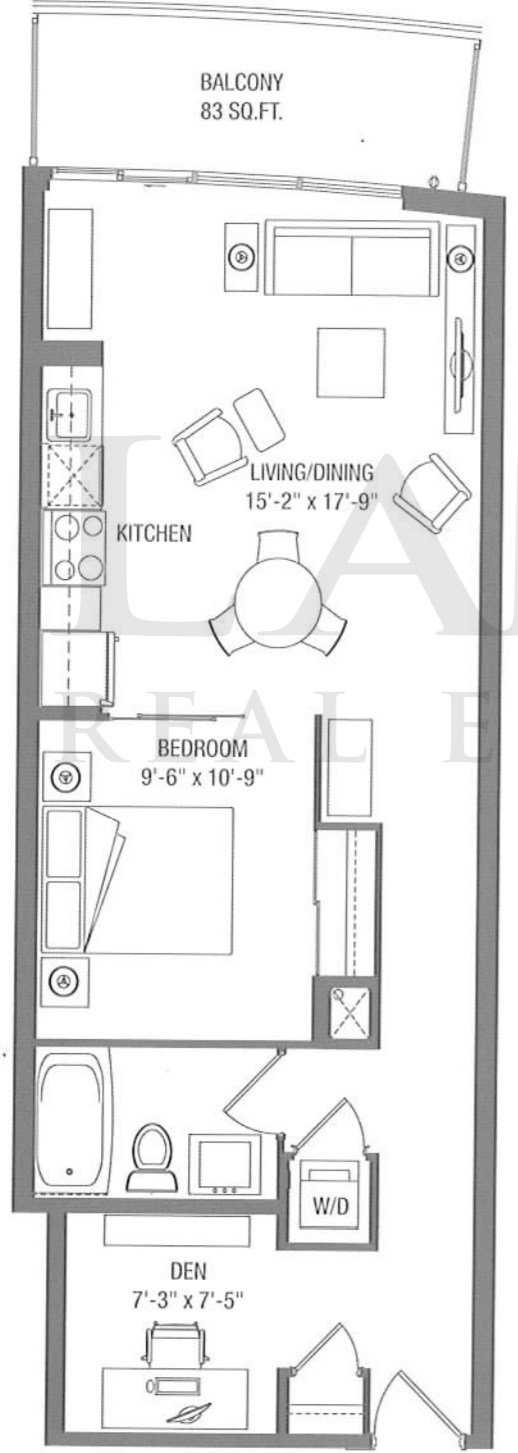 BALCONY
83 SQ.FT.
LIVING/DINING
15'-2" x 17'-9"
KITCHEN
BEDROOM
9'-6" x 10'-9"
W/D
DEN
7'-3" x 7'-5"
REAL E